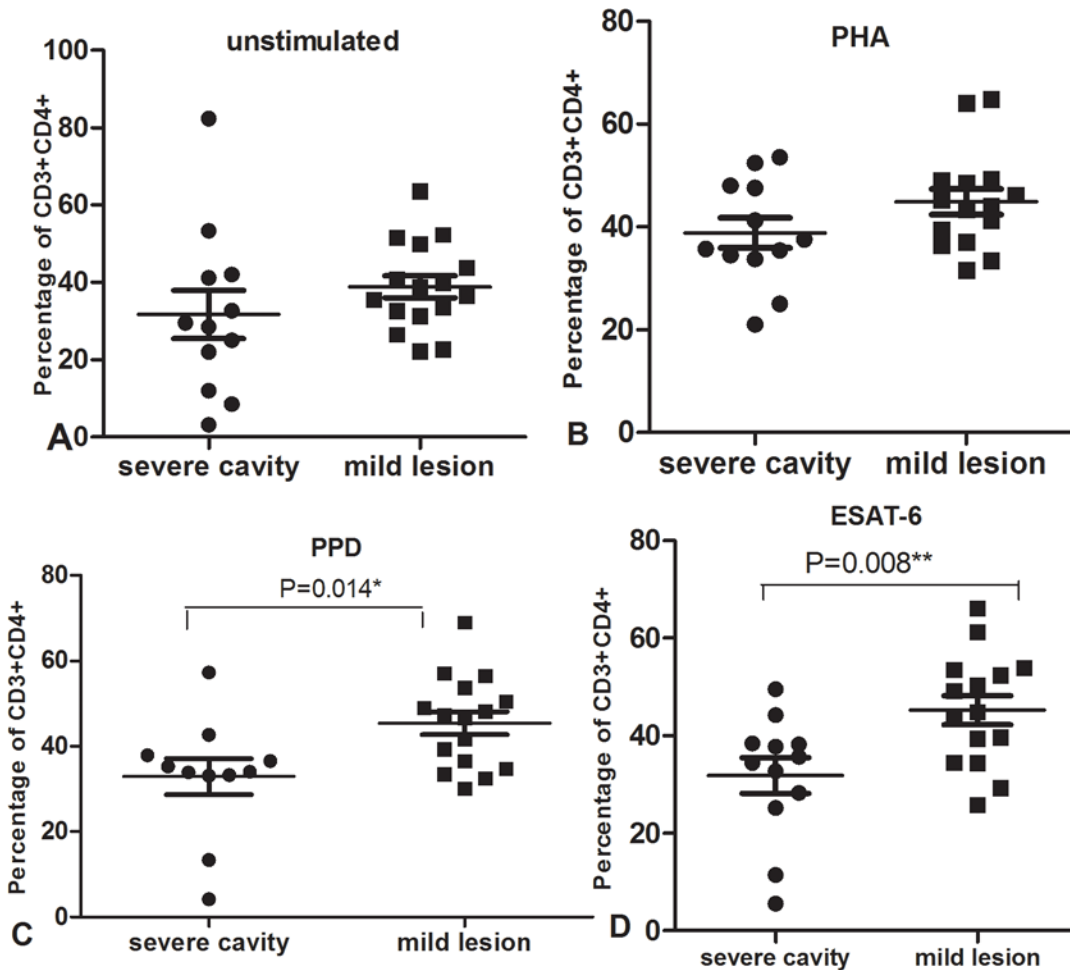 unstimulated
Percentage of CD3+CD4+
100
80
60
40
20
0
A
severe cavity
mild lesion
PHA
Percentage of CD3+CD4+
80
60
40
20
0
B
severe cavity
mild lesion
PPD
P=0.014*
Percentage of CD3+CD4+
80
60
40
20
0
C
severe cavity
mild lesion
ESAT-6
P=0.008**
Percentage of CD3+CD4+
80
60
40
20
0
D
severe cavity
mild lesion